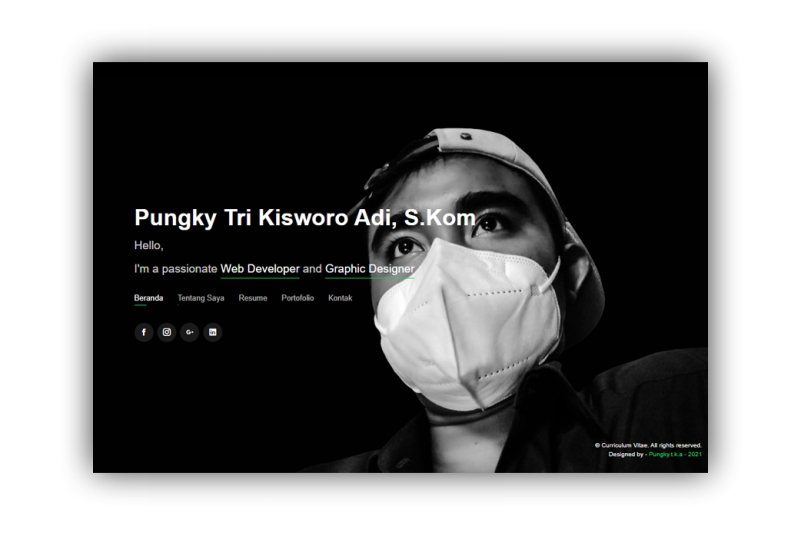 Pungky Tri Kisworo Adi, S.Kom
Hello,
I'm a passionate Web Developer and Graphic Designer
Beranda Tentang Saya Resume Portofolio Kontak
f G+ in
© Curriculum Vitae. All rights reserved.
Designed by - Pungky.t.k.a - 2021